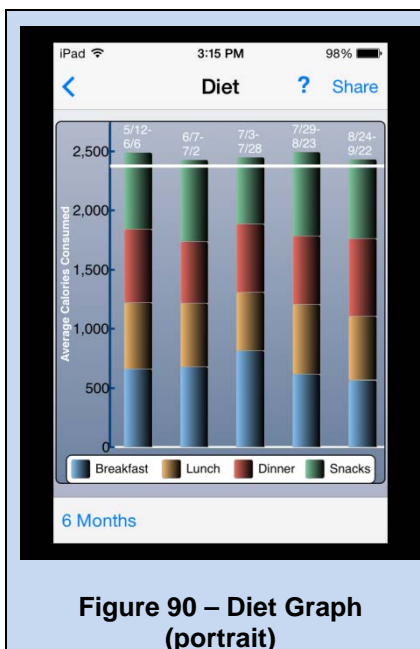 iPad 3:15 PM 98%
Diet ? Share
5/12-
6/6
6/7-
7/2
7/3-
7/28
7/29-
8/23
8/24-
9/22
Average Calories Consumed
2,500
2,000
1,500
1,000
500
0
Breakfast Lunch Dinner Snacks
6 Months
Figure 90 – Diet Graph
(portrait)